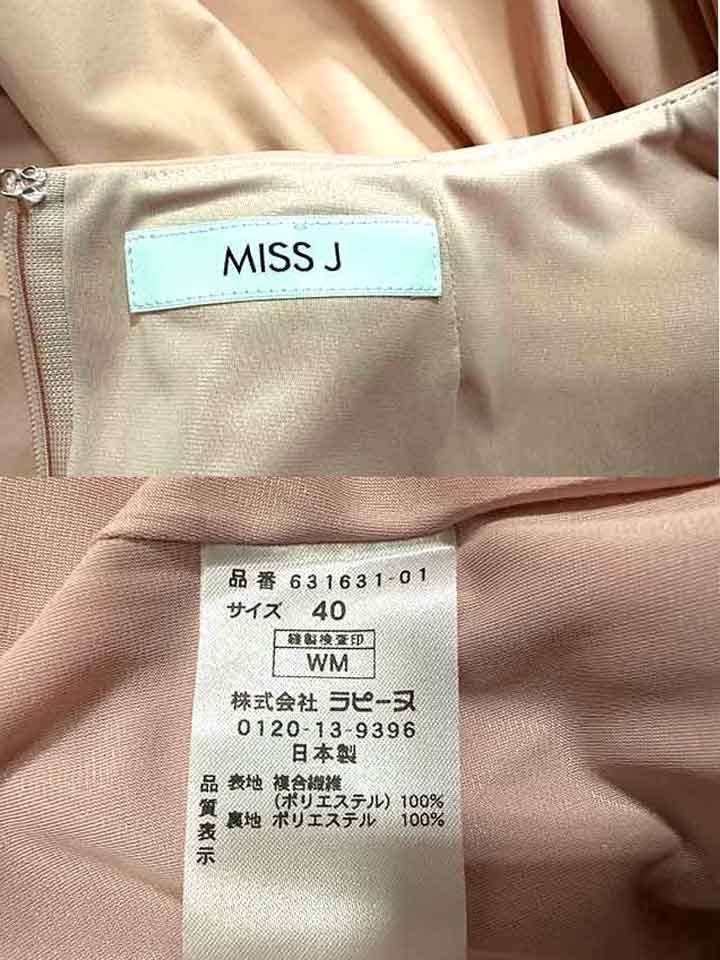 MISS J
品番 631631-01
サイズ 40
縫製検査印
WM
株式会社 ラピーヌ
0120-13-9396
日本製
品質表示
表地 複合繊維
(ポリエステル) 100%
裏地 ポリエステル 100%